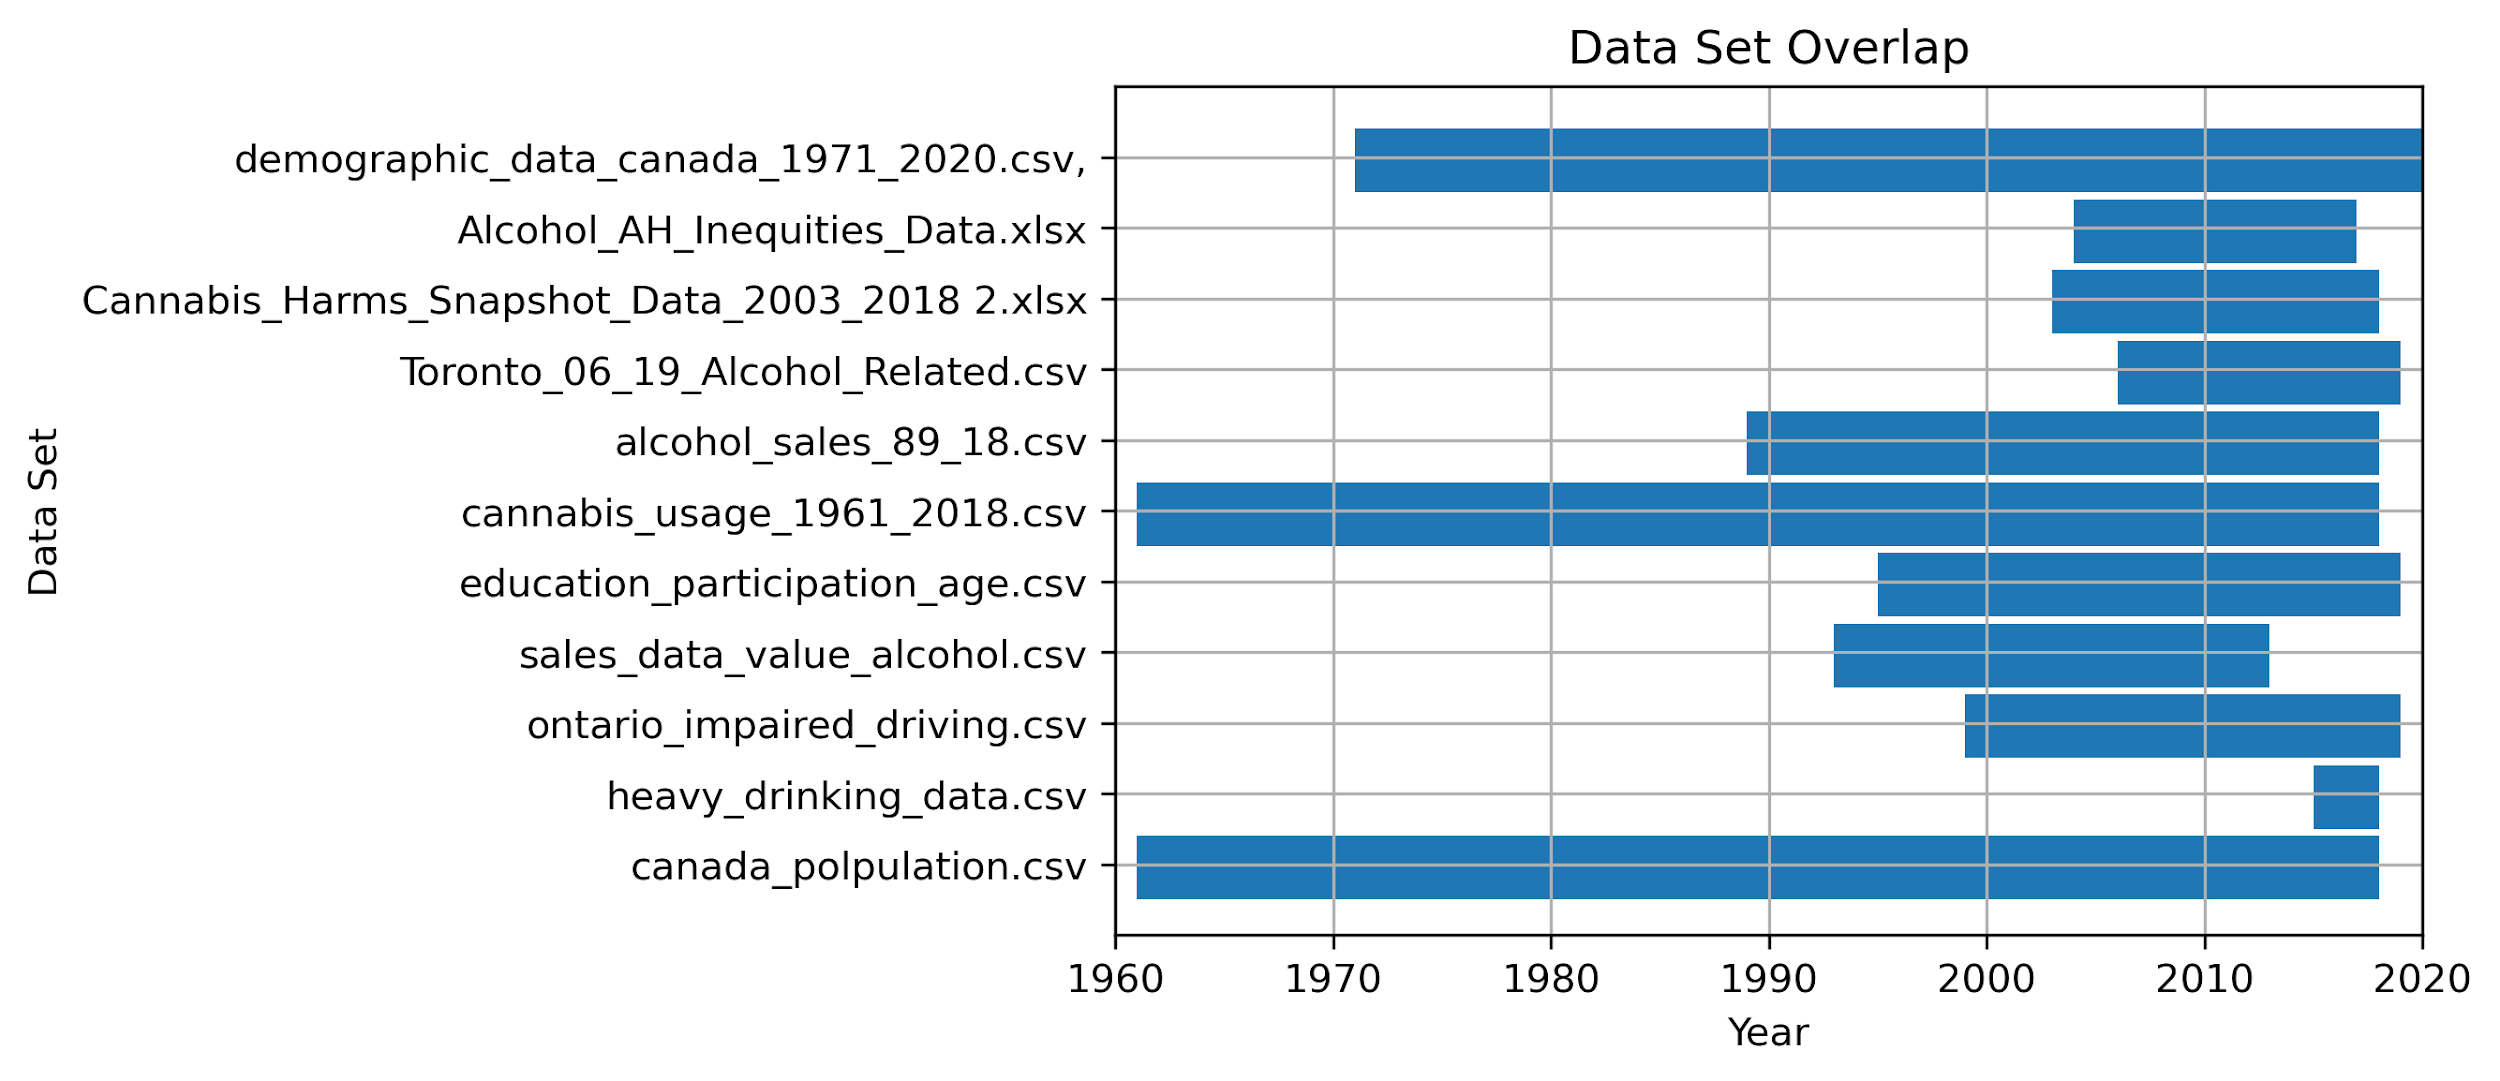 Data Set Overlap
demographic_data_canada_1971_2020.csv,
Alcohol_AH_Inequities_Data.xlsx
Cannabis_Harms_Snapshot_Data_2003_2018 2.xlsx
Toronto_06_19_Alcohol_Related.csv
alcohol_sales_89_18.csv
cannabis_usage_1961_2018.csv
education_participation_age.csv
sales_data_value_alcohol.csv
ontario_impaired_driving.csv
heavy_drinking_data.csv
canada_polpulation.csv
Data Set
1960 1970 1980 1990 2000 2010 2020
Year